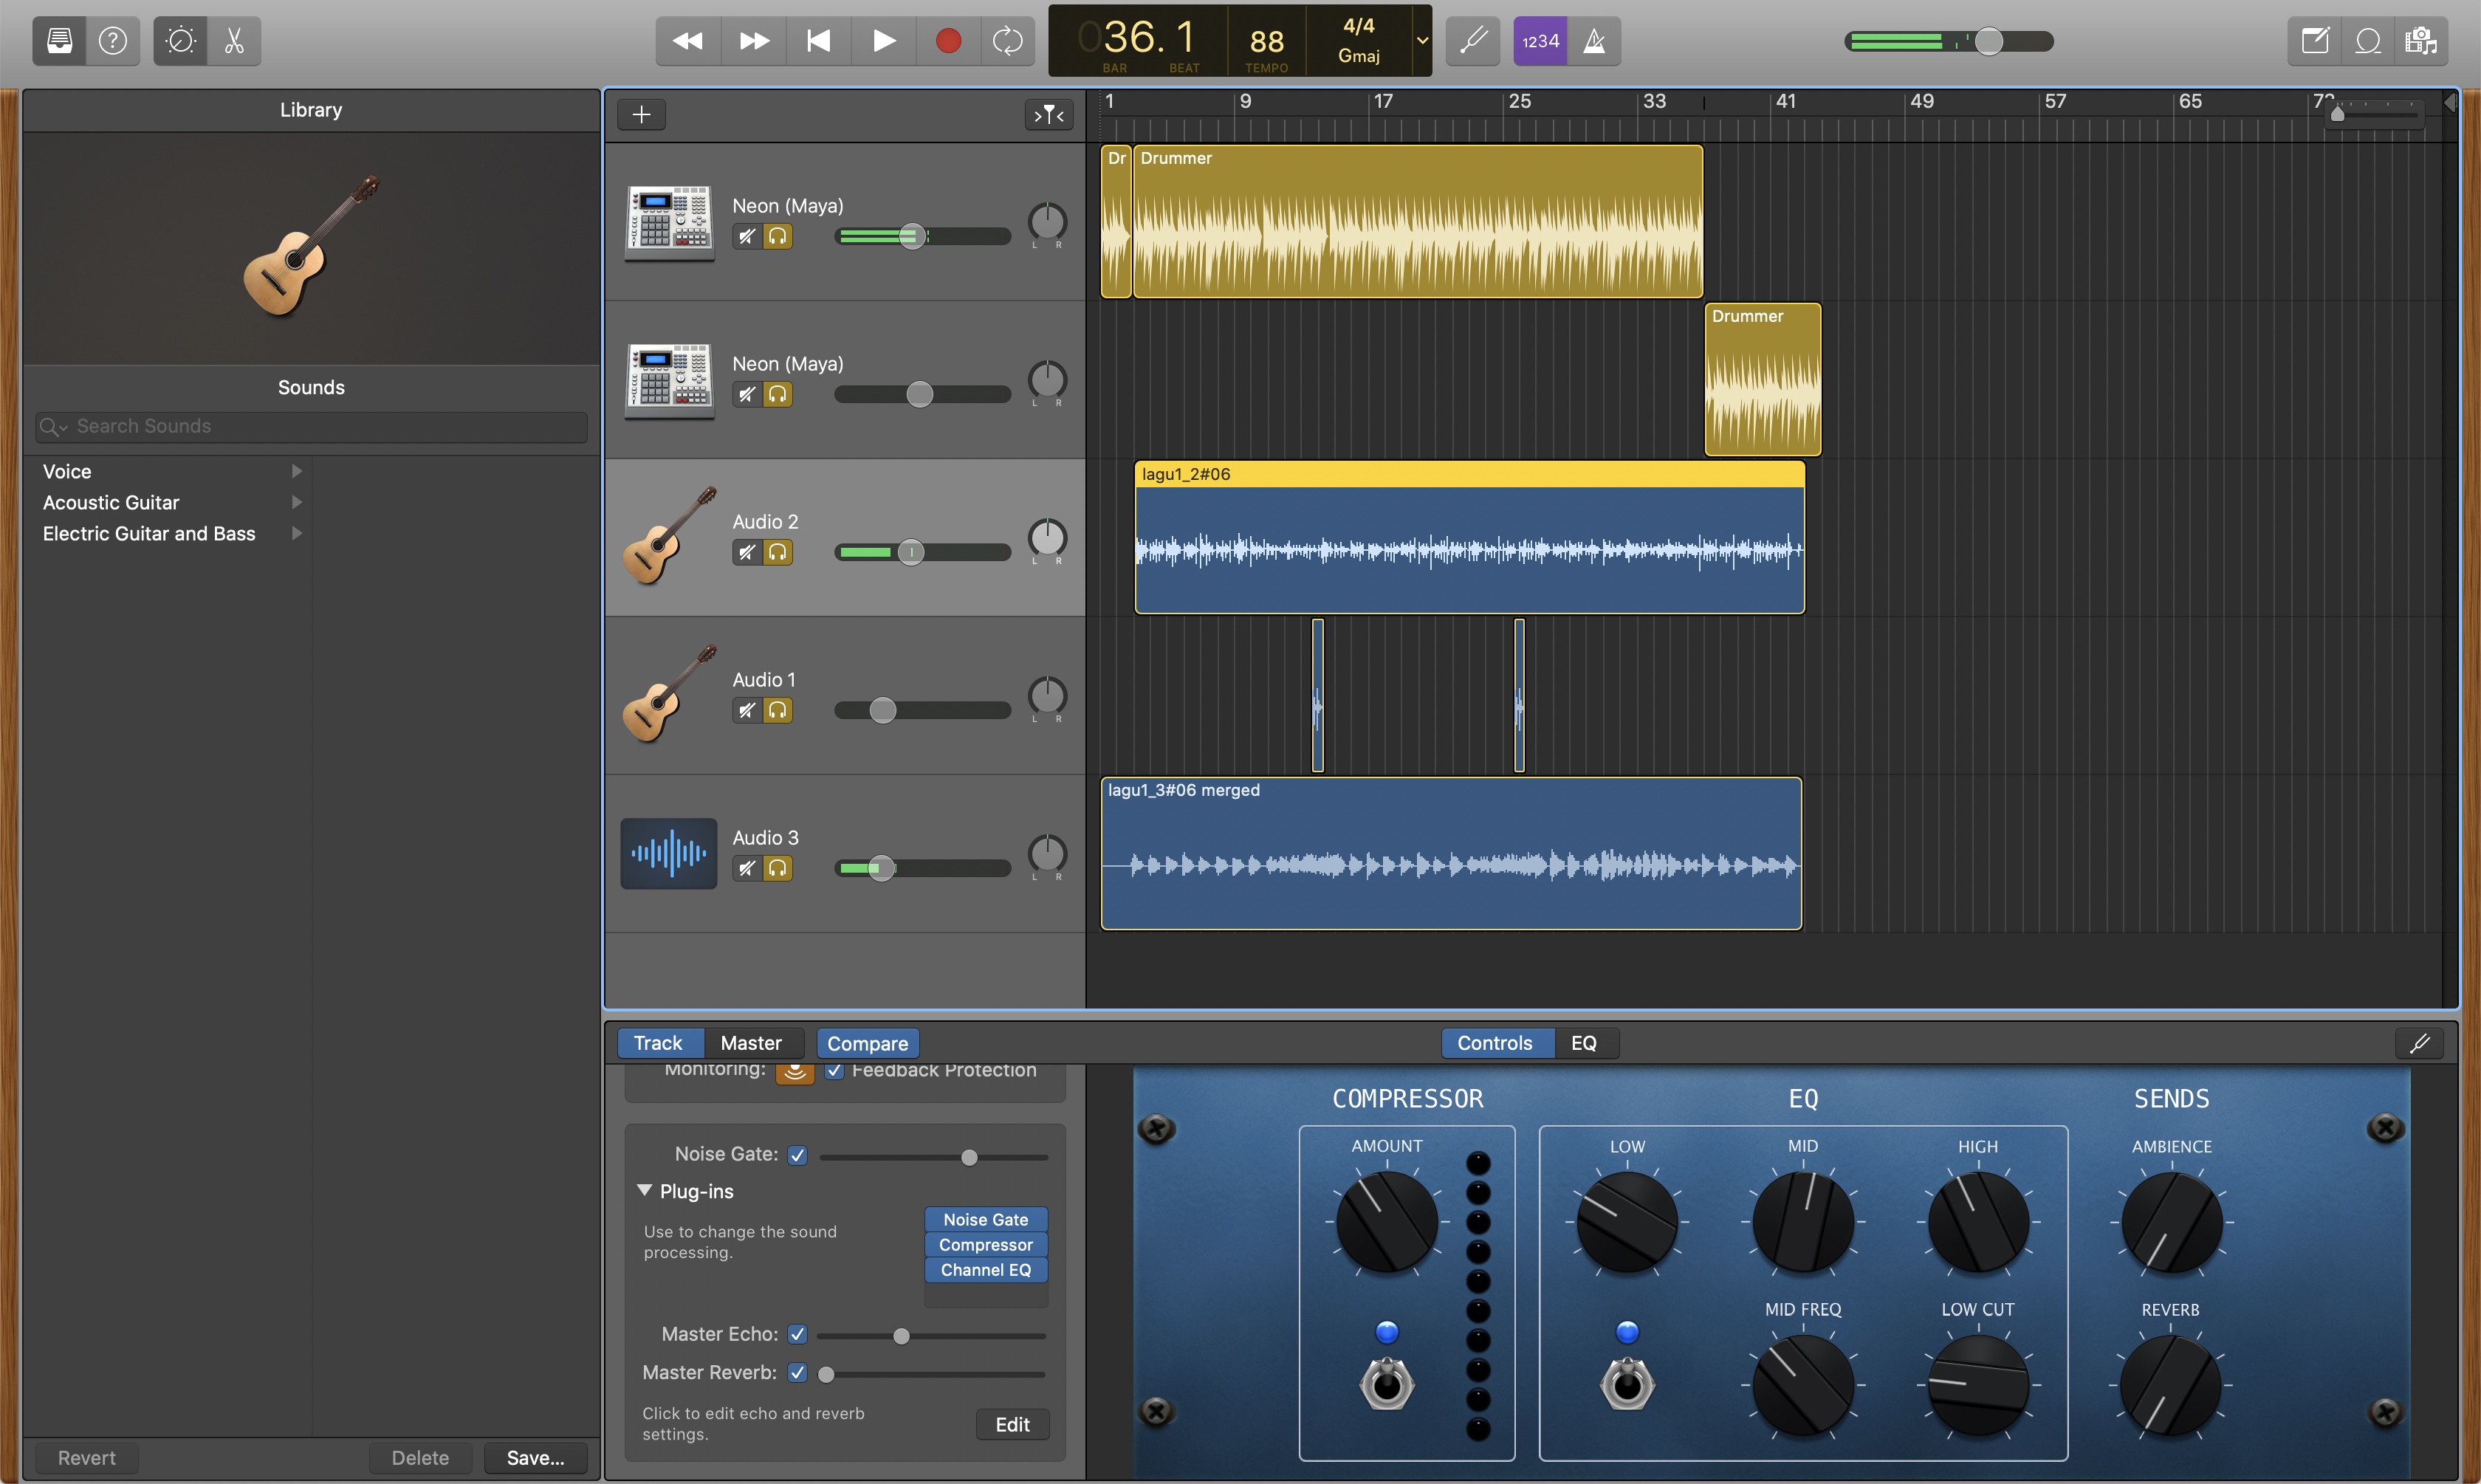 036. 1
BAR
BEAT
88
TEMPO
4/4
Gmaj
1234
Library
Sounds
Search Sounds
Voice
Acoustic Guitar
Electric Guitar and Bass
Revert
Delete
Save...
1
9
17
25
33
41
49
57
65
Neon (Maya)
L R
Dr
Drummer
Neon (Maya)
L R
Drummer
Audio 2
L R
lagu1_2#06
Audio 1
L R
Audio 3
L R
lagu1_3#06 merged
Track
Master
Compare
Controls
EQ
Monitoring:
Feedback Protection
Noise Gate:
Plug-ins
Use to change the sound
processing.
Noise Gate
Compressor
Channel EQ
Master Echo:
Master Reverb:
Click to edit echo and reverb
settings.
Edit
COMPRESSOR
AMOUNT
EQ
LOW
MID
HIGH
MID FREQ
LOW CUT
SENDS
AMBIENCE
REVERB